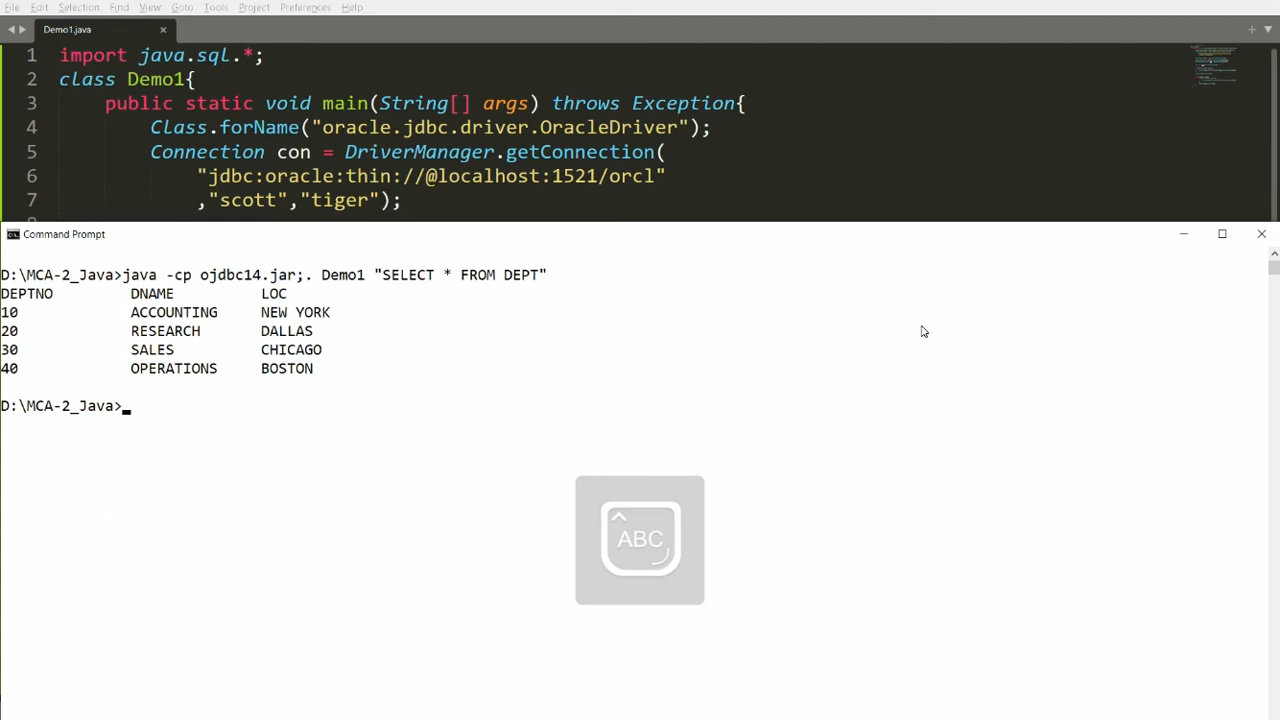 File Edit Selection Find View Goto Tools Project Preferences Help
Demo1.java
1 import java.sql.*;
2 class Demo1{
3 public static void main(String[] args) throws Exception{
4 Class.forName("oracle.jdbc.driver.OracleDriver");
5 Connection con = DriverManager.getConnection(
6 "jdbc:oracle:thin://@localhost:1521/orcl"
7 ,"scott","tiger");
Command Prompt
D:\MCA-2_Java>java -cp ojdbc14.jar;. Demo1 "SELECT * FROM DEPT"
DEPTNO DNAME LOC
10 ACCOUNTING NEW YORK
20 RESEARCH DALLAS
30 SALES CHICAGO
40 OPERATIONS BOSTON
D:\MCA-2_Java>
ABC